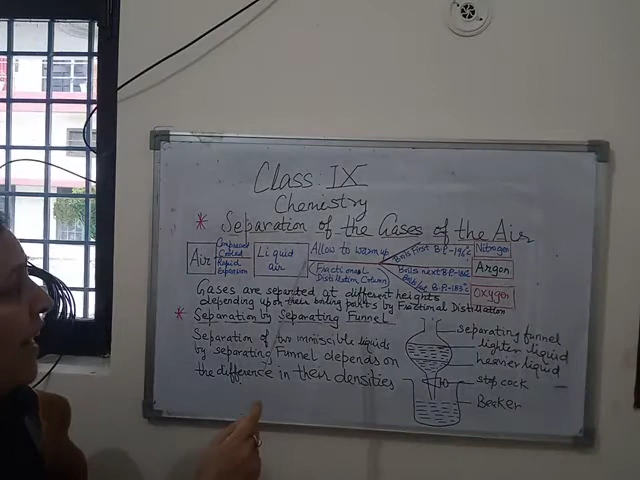 Class: IX
Chemistry
* Separation of the Gases of the Air
Air
Compressed
Cooled
Rapid
Expansion
Liquid
air
Allow to warm up
Fractional
Distillation Column
Boils First B.P. -196°C
Nitrogen
Boils next B.P. -186°C
Argon
B.P. -183°C
Oxygen
Gases are separated at different heights
depending upon their boiling points by Fractional Distillation
* Separation by Separating Funnel
Separation of two immiscible liquids
by separating Funnel depends on
the difference in their densities
separating funnel
lighter liquid
heavier liquid
stop cock
Beaker